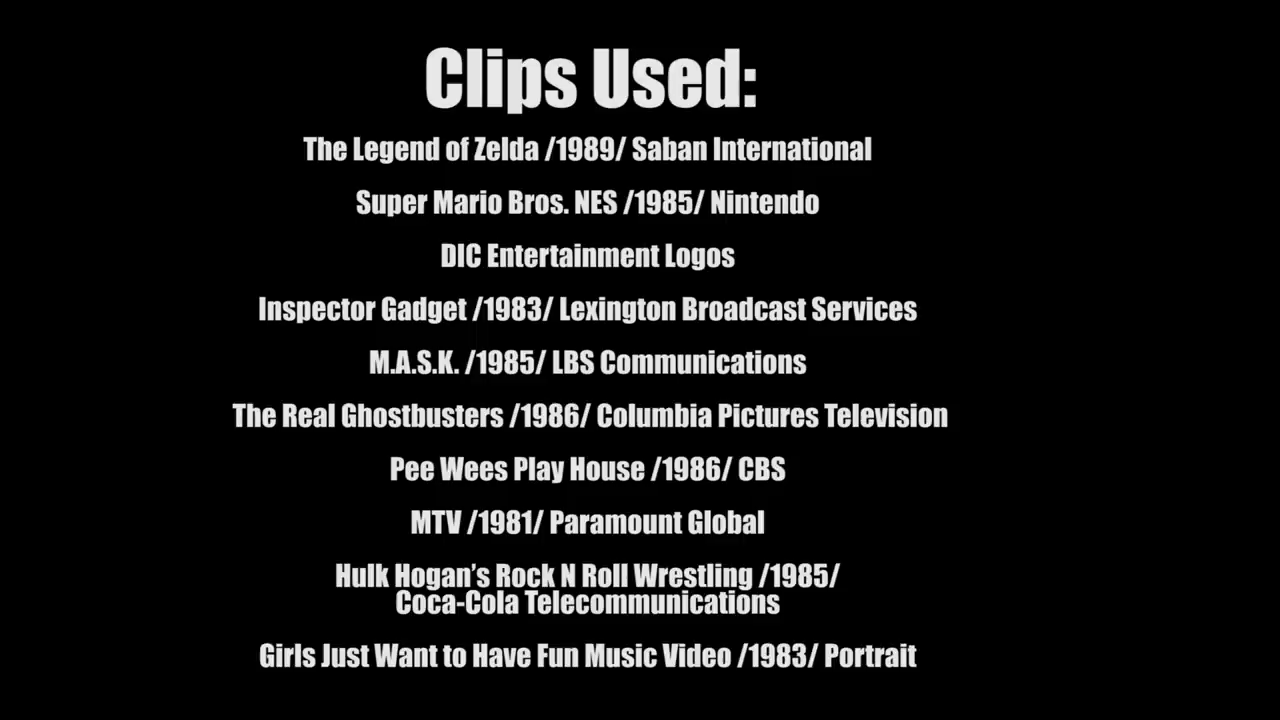 Clips Used:
The Legend of Zelda /1989/ Saban International
Super Mario Bros. NES /1985/ Nintendo
DIC Entertainment Logos
Inspector Gadget /1983/ Lexington Broadcast Services
M.A.S.K. /1985/ LBS Communications
The Real Ghostbusters /1986/ Columbia Pictures Television
Pee Wees Play House /1986/ CBS
MTV /1981/ Paramount Global
Hulk Hogan’s Rock N Roll Wrestling /1985/
Coca-Cola Telecommunications
Girls Just Want to Have Fun Music Video /1983/ Portrait